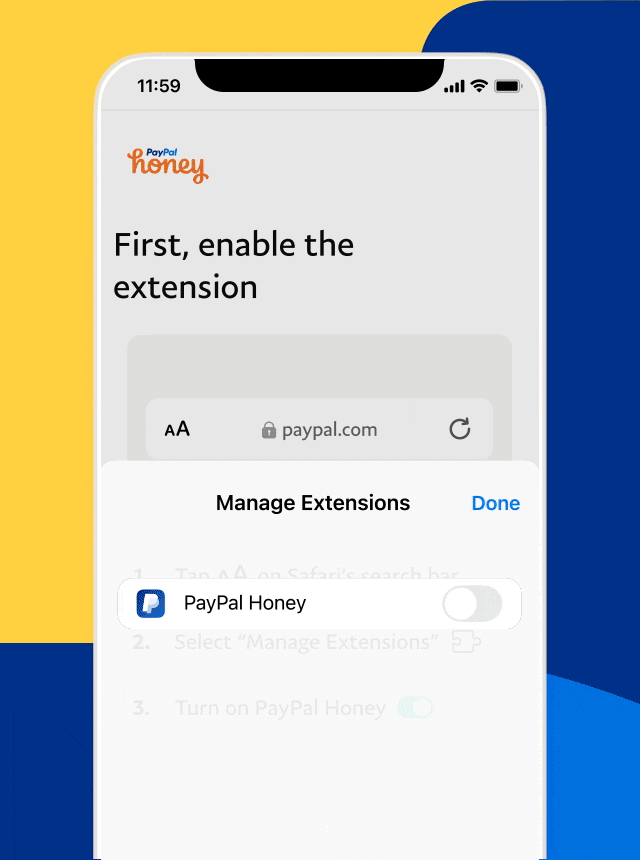 11:59
PayPal
honey
First, enable the
extension
AA paypal.com
Manage Extensions Done
1. Tap AA on Safari's search bar
PayPal Honey
2. Select “Manage Extensions”
3. Turn on PayPal Honey